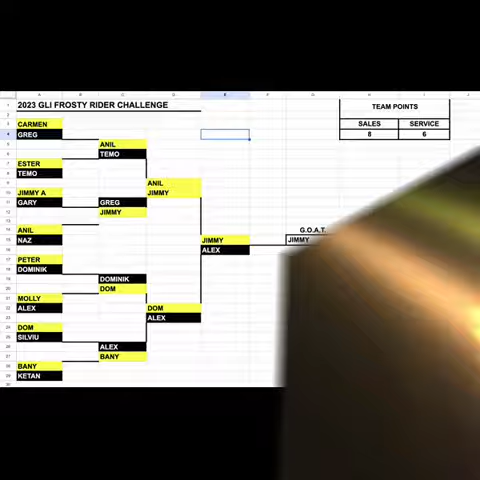 2023 GLI FROSTY RIDER CHALLENGE
TEAM POINTS
SALES SERVICE
8 6
CARMEN
GREG
ANIL
TEMO
ESTER
TEMO
ANIL
JIMMY
JIMMY A
GARY
GREG
JIMMY
ANIL
NAZ
G.O.A.T.
JIMMY
JIMMY
ALEX
PETER
DOMINIK
DOMINIK
DOM
MOLLY
ALEX
DOM
ALEX
DOM
SILVIU
ALEX
BANY
BANY
KETAN